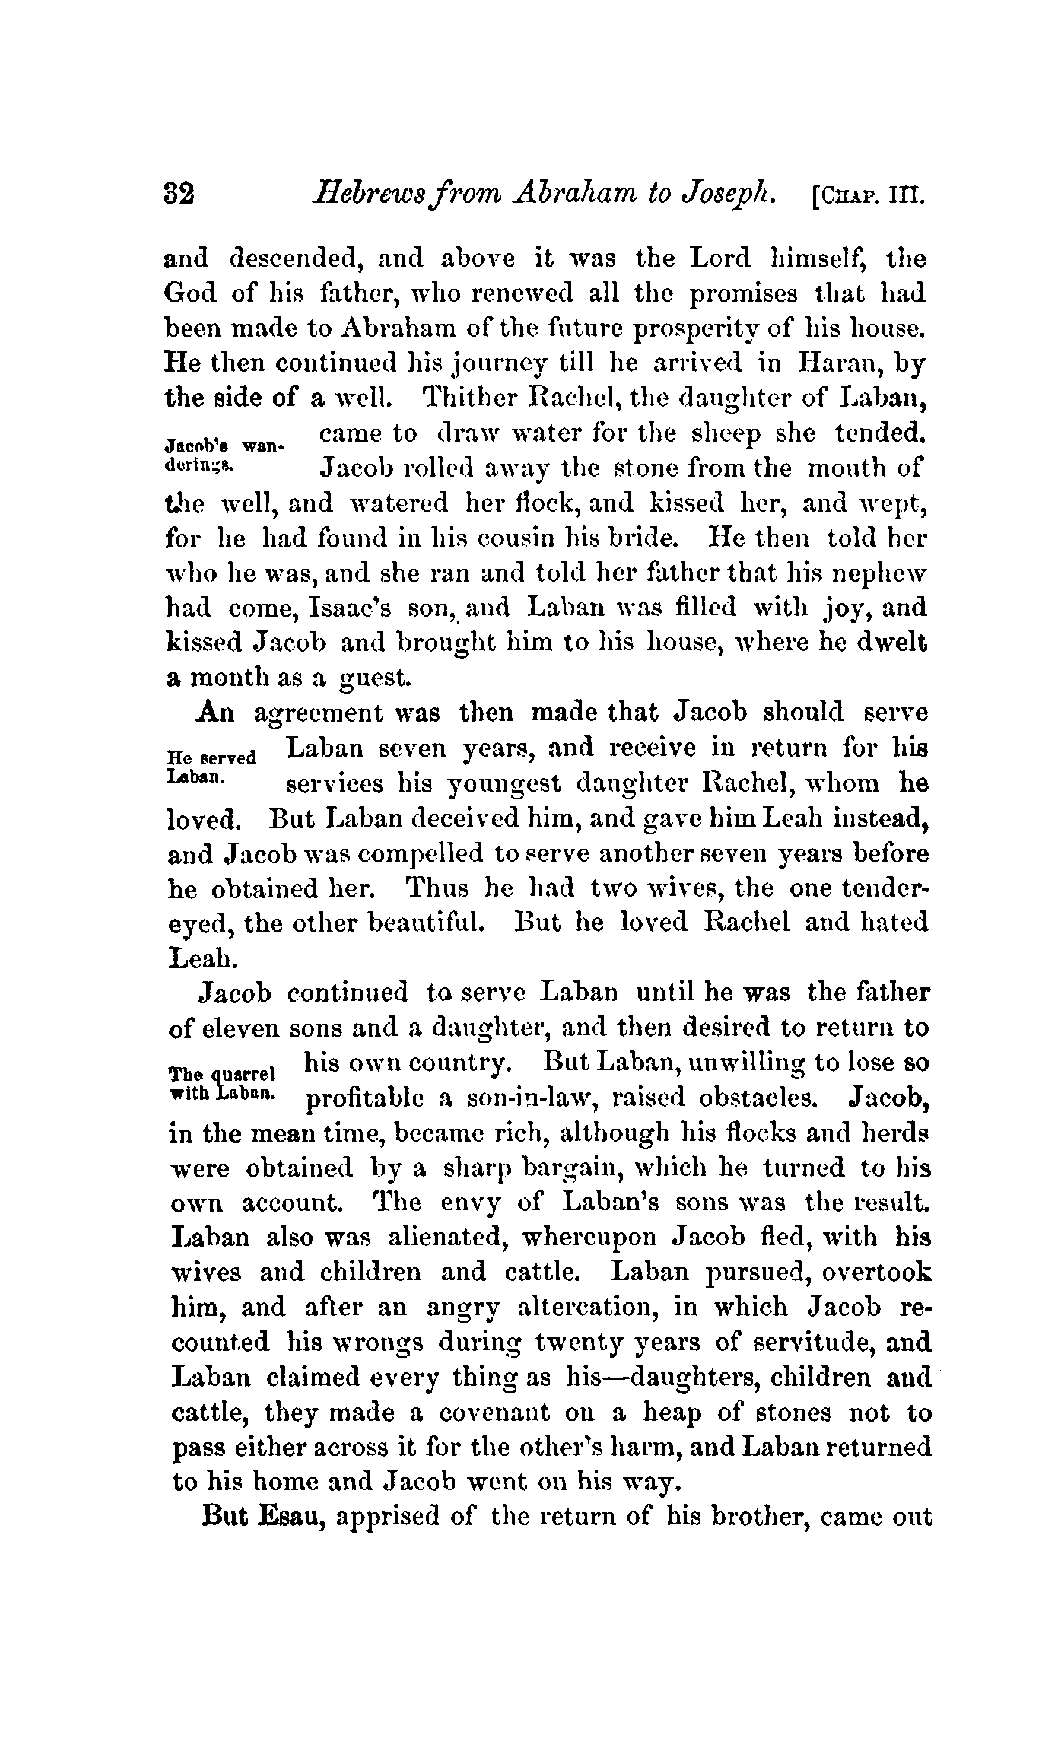 32 Hebrews from Abraham to Joseph. [CHAP. III.
and descended, and above it was the Lord himself, the
God of his father, who renewed all the promises that had
been made to Abraham of the future prosperity of his house.
He then continued his journey till he arrived in Haran, by
the side of a well. Thither Rachel, the daughter of Laban,
came to draw water for the sheep she tended.
Jacob's wan-
derings.
Jacob rolled away the stone from the mouth of
the well, and watered her flock, and kissed her, and wept,
for he had found in his cousin his bride. He then told her
who he was, and she ran and told her father that his nephew
had come, Isaac's son, and Laban was filled with joy, and
kissed Jacob and brought him to his house, where he dwelt
a month as a guest.
An agreement was then made that Jacob should serve
He served
Laban.
Laban seven years, and receive in return for his
services his youngest daughter Rachel, whom he
loved. But Laban deceived him, and gave him Leah instead,
and Jacob was compelled to serve another seven years before
he obtained her. Thus he had two wives, the one tender-
eyed, the other beautiful. But he loved Rachel and hated
Leah.
Jacob continued to serve Laban until he was the father
of eleven sons and a daughter, and then desired to return to
The quarrel
with Laban.
his own country. But Laban, unwilling to lose so
profitable a son-in-law, raised obstacles. Jacob,
in the mean time, became rich, although his flocks and herds
were obtained by a sharp bargain, which he turned to his
own account. The envy of Laban's sons was the result.
Laban also was alienated, whereupon Jacob fled, with his
wives and children and cattle. Laban pursued, overtook
him, and after an angry altercation, in which Jacob re-
counted his wrongs during twenty years of servitude, and
Laban claimed every thing as his—daughters, children and
cattle, they made a covenant on a heap of stones not to
pass either across it for the other's harm, and Laban returned
to his home and Jacob went on his way.
But Esau, apprised of the return of his brother, came out